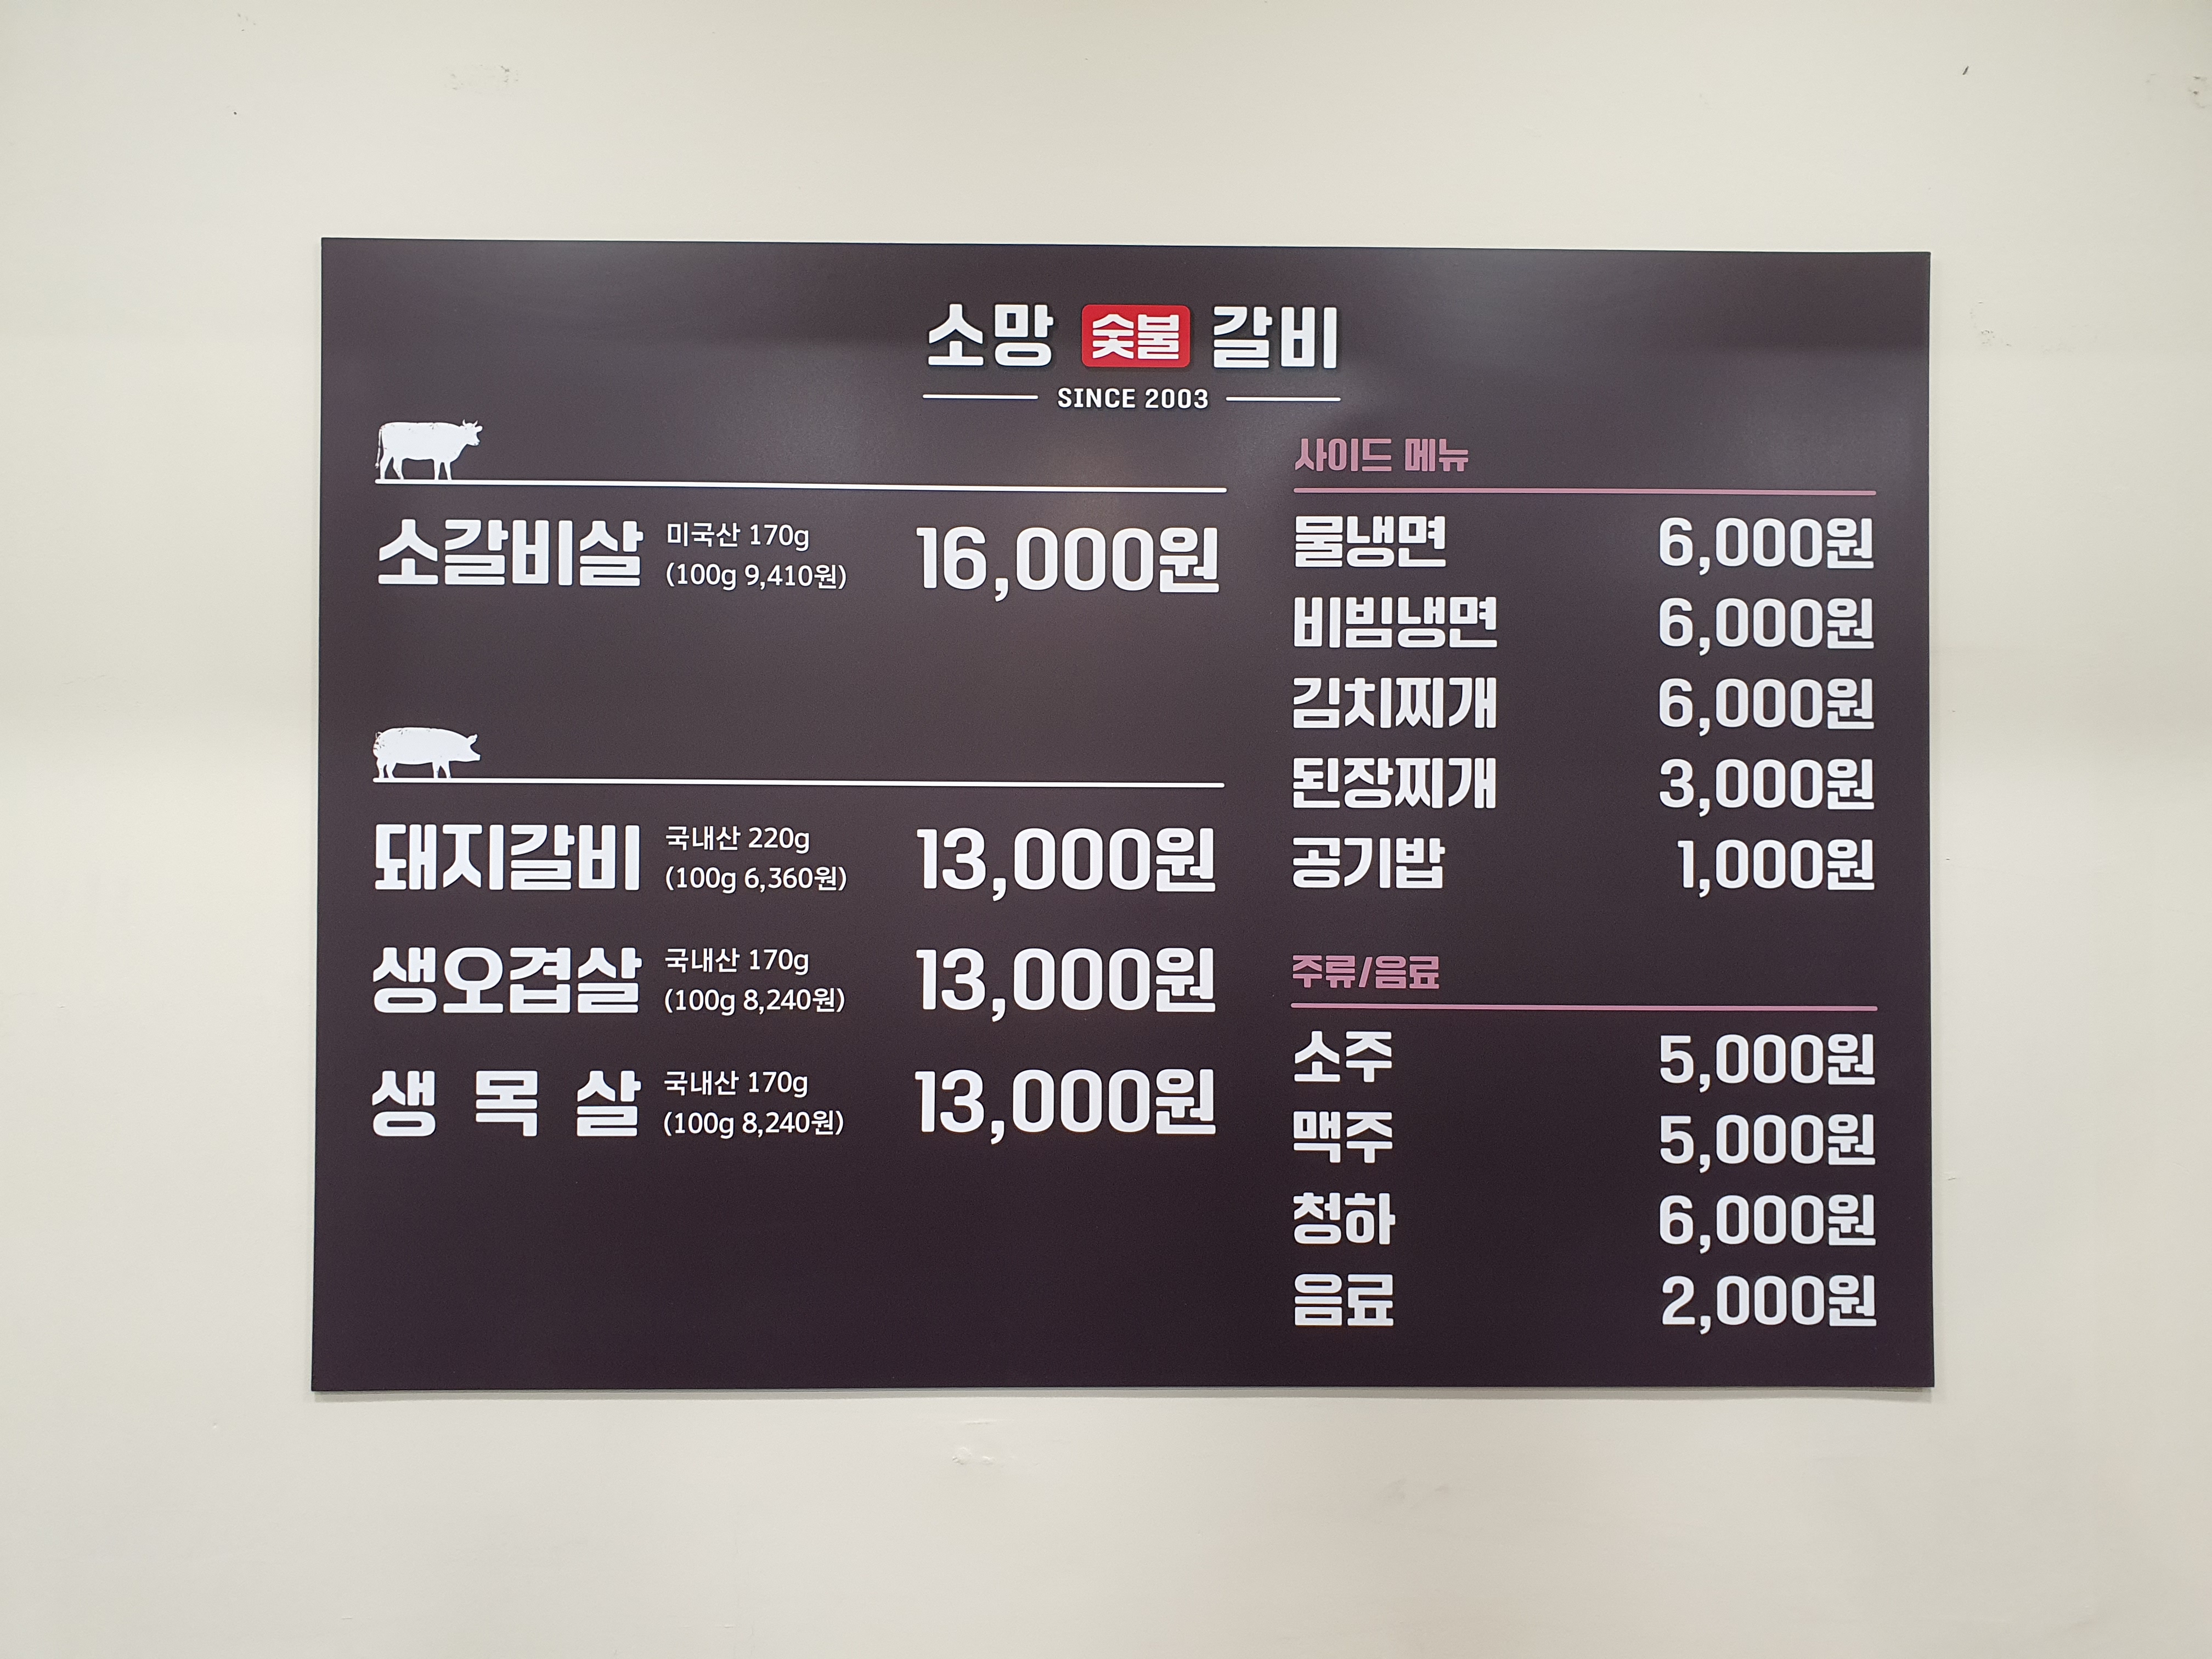 소망 숯불 갈비
SINCE 2003
소갈비살 미국산 170g 16,000원
(100g 9,410원)
돼지갈비 국내산 220g 13,000원
(100g 6,360원)
생오겹살 국내산 170g 13,000원
(100g 8,240원)
생 목 살 국내산 170g 13,000원
(100g 8,240원)
사이드 메뉴
물냉면 6,000원
비빔냉면 6,000원
김치찌개 6,000원
된장찌개 3,000원
공기밥 1,000원
주류/음료
소주 5,000원
맥주 5,000원
청하 6,000원
음료 2,000원